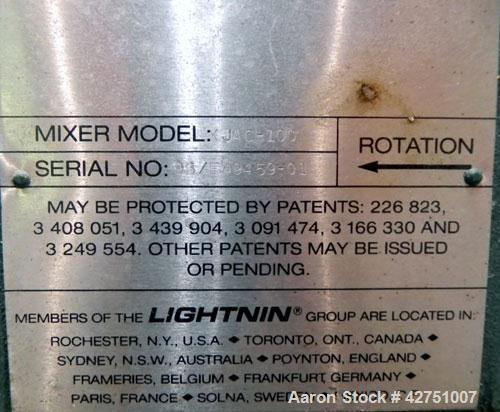 MIXER MODEL: XJAC-100
SERIAL NO:
ROTATION
MAY BE PROTECTED BY PATENTS: 226 823,
3 408 051, 3 439 904, 3 091 474, 3 166 330 AND
3 249 554. OTHER PATENTS MAY BE ISSUED
OR PENDING.
MEMBERS OF THE LIGHTNIN® GROUP ARE LOCATED IN:
ROCHESTER, N.Y., U.S.A. ◆ TORONTO, ONT., CANADA ◆
SYDNEY, N.S.W., AUSTRALIA ◆ POYNTON, ENGLAND ◆
FRAMERIES, BELGIUM ◆ FRANKFURT, GERMANY ◆
PARIS, FRANCE ◆ SOLNA,
Aaron Stock # 42751007